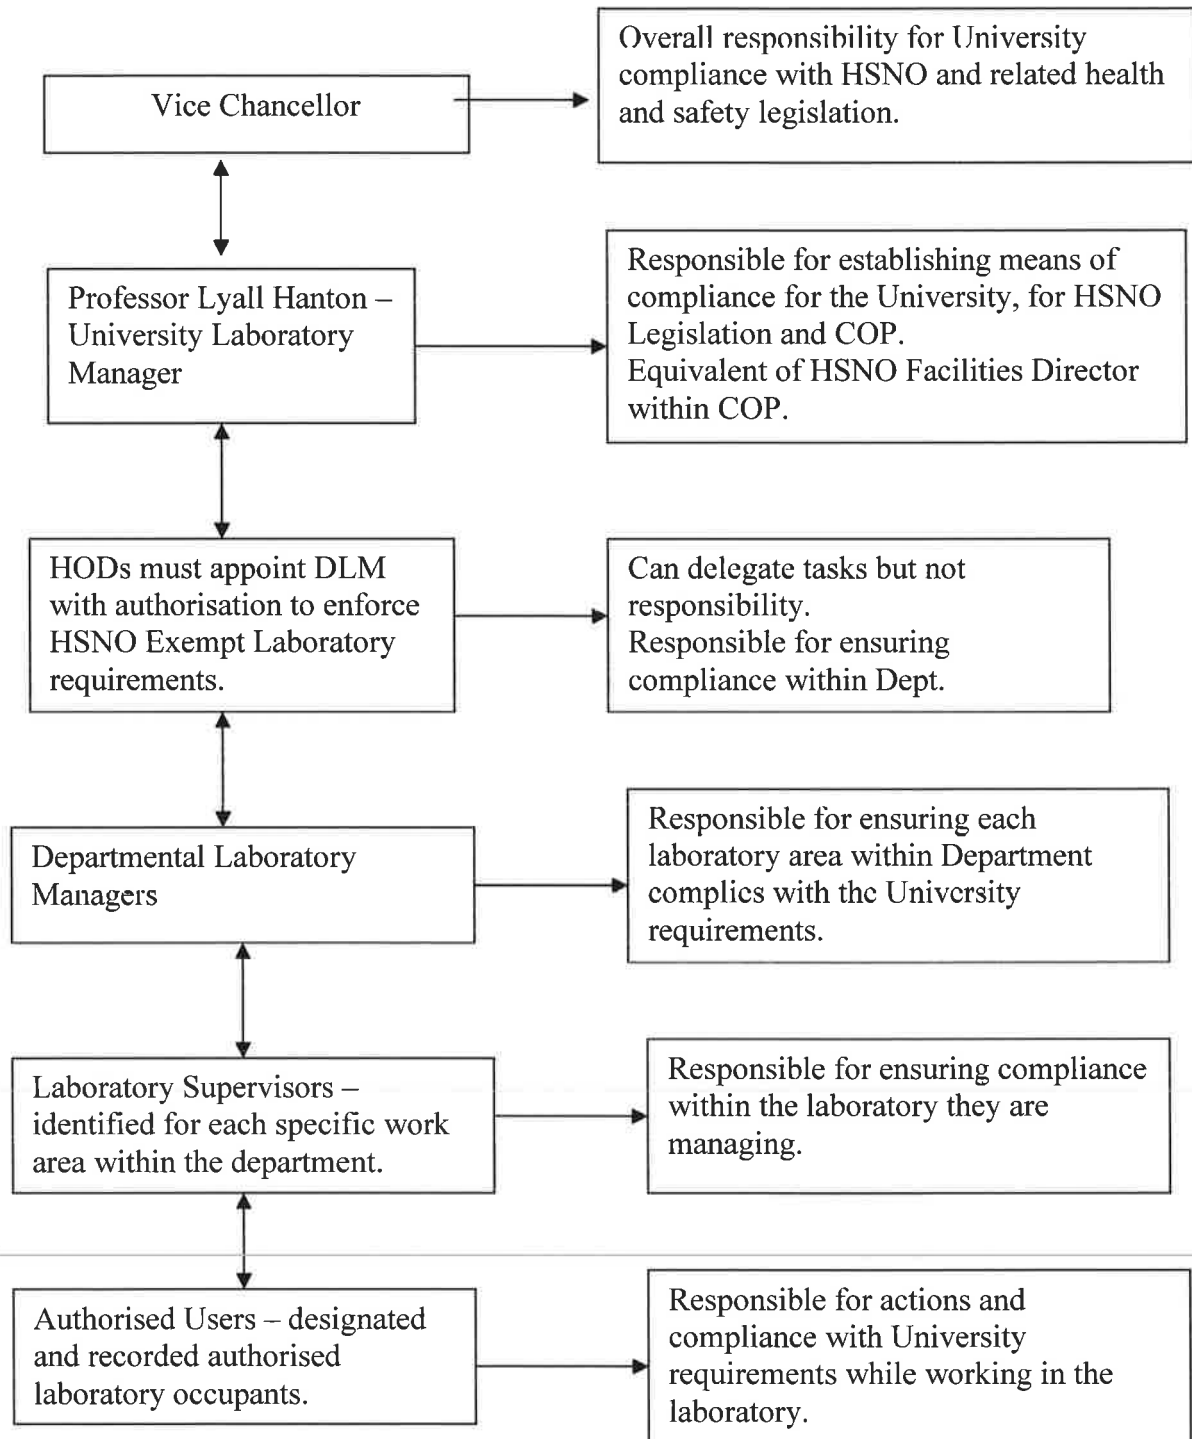 Vice Chancellor
Overall responsibility for University
compliance with HSNO and related health
and safety legislation.
Professor Lyall Hanton –
University Laboratory
Manager
Responsible for establishing means of
compliance for the University, for HSNO
Legislation and COP.
Equivalent of HSNO Facilities Director
within COP.
HODs must appoint DLM
with authorisation to enforce
HSNO Exempt Laboratory
requirements.
Can delegate tasks but not
responsibility.
Responsible for ensuring
compliance within Dept.
Departmental Laboratory
Managers
Responsible for ensuring each
laboratory area within Department
complies with the University
requirements.
Laboratory Supervisors –
identified for each specific work
area within the department.
Responsible for ensuring compliance
within the laboratory they are
managing.
Authorised Users – designated
and recorded authorised
laboratory occupants.
Responsible for actions and
compliance with University
requirements while working in the
laboratory.